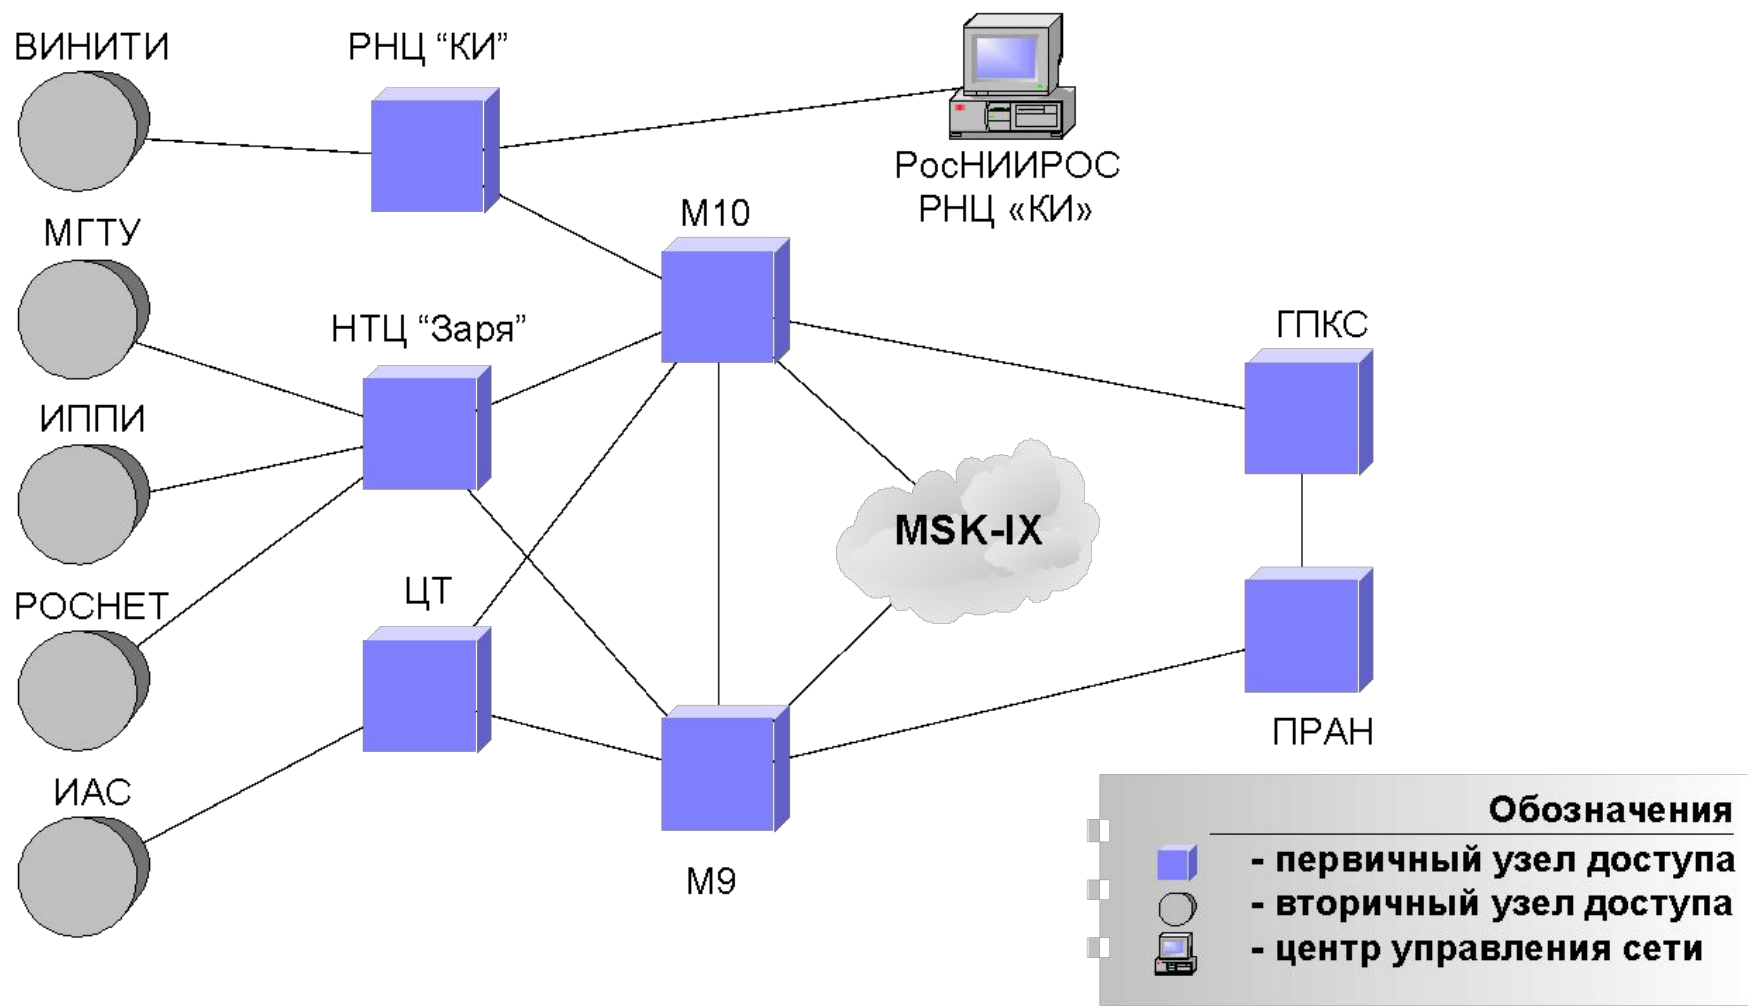 ВИНИТИ
РНЦ “КИ”
РосНИИРОС
РНЦ «КИ»
МГТУ
М10
НТЦ “Заря”
ГПКС
ИППИ
MSK-IX
РОСНЕТ
ЦТ
ПРАН
ИАС
М9
Обозначения
- первичный узел доступа
- вторичный узел доступа
- центр управления сети